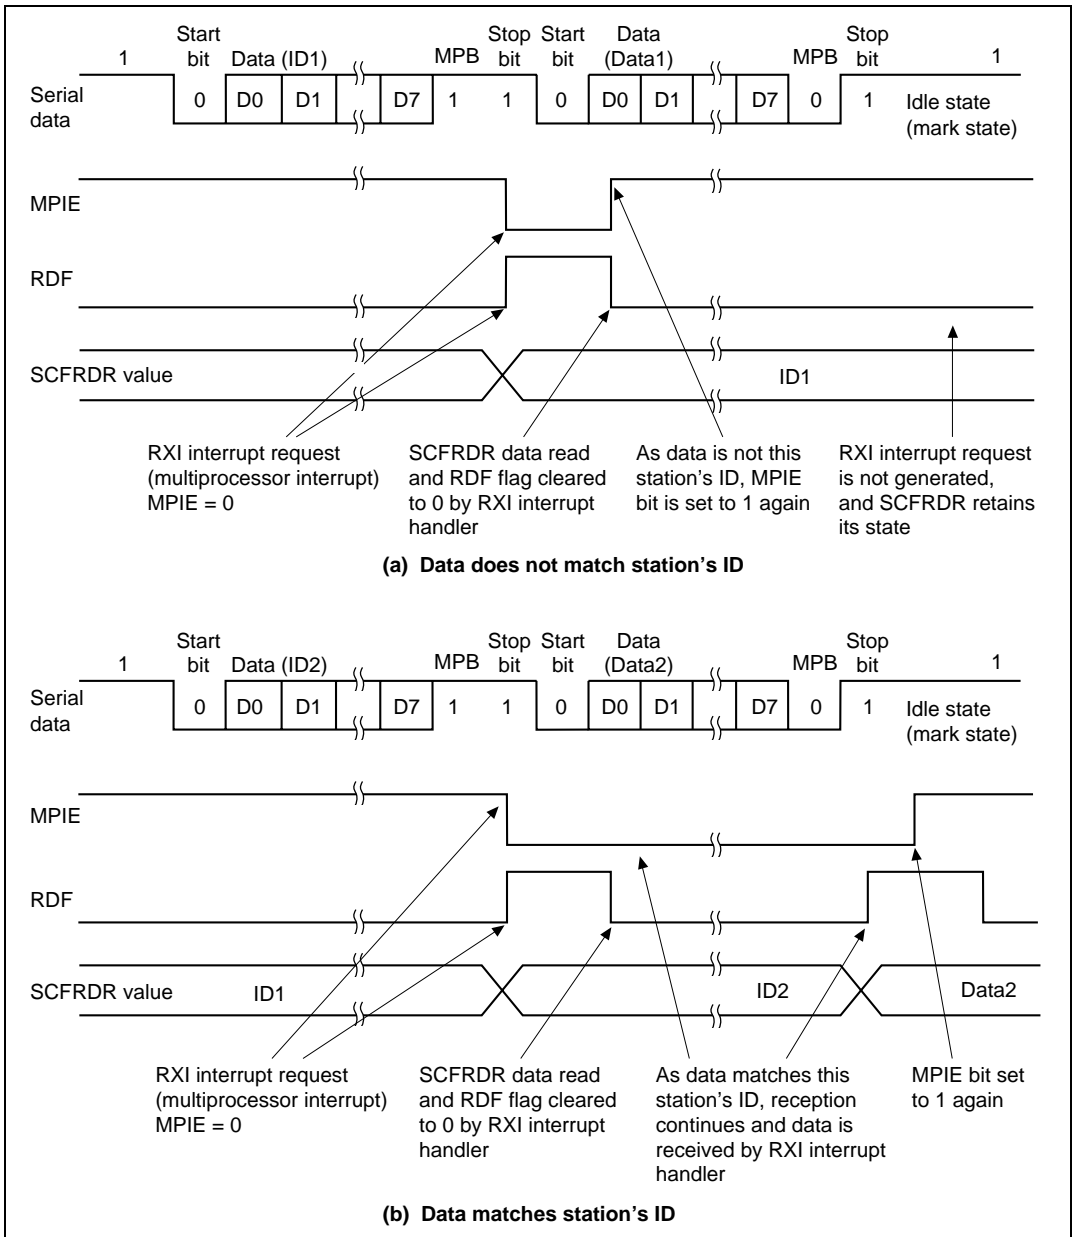 Start Stop Start Data Stop
1 bit Data (ID1) MPB bit bit (Data1) MPB bit 1
Serial data 0 D0 D1 D7 1 1 0 D0 D1 D7 0 1 Idle state (mark state)
MPIE
RDF
SCFRDR value ID1
RXI interrupt request
(multiprocessor interrupt)
MPIE = 0
SCFRDR data read
and RDF flag cleared
to 0 by RXI interrupt
handler
As data is not this
station's ID, MPIE
bit is set to 1 again
RXI interrupt request
is not generated,
and SCFRDR retains
its state
(a) Data does not match station's ID
Start Stop Start Data Stop
1 bit Data (ID2) MPB bit bit (Data2) MPB bit 1
Serial data 0 D0 D1 D7 1 1 0 D0 D1 D7 0 1 Idle state (mark state)
MPIE
RDF
SCFRDR value ID1 ID2 Data2
RXI interrupt request
(multiprocessor interrupt)
MPIE = 0
SCFRDR data read
and RDF flag cleared
to 0 by RXI interrupt
handler
As data matches this
station's ID, reception
continues and data is
received by RXI interrupt
handler
MPIE bit set
to 1 again
(b) Data matches station's ID